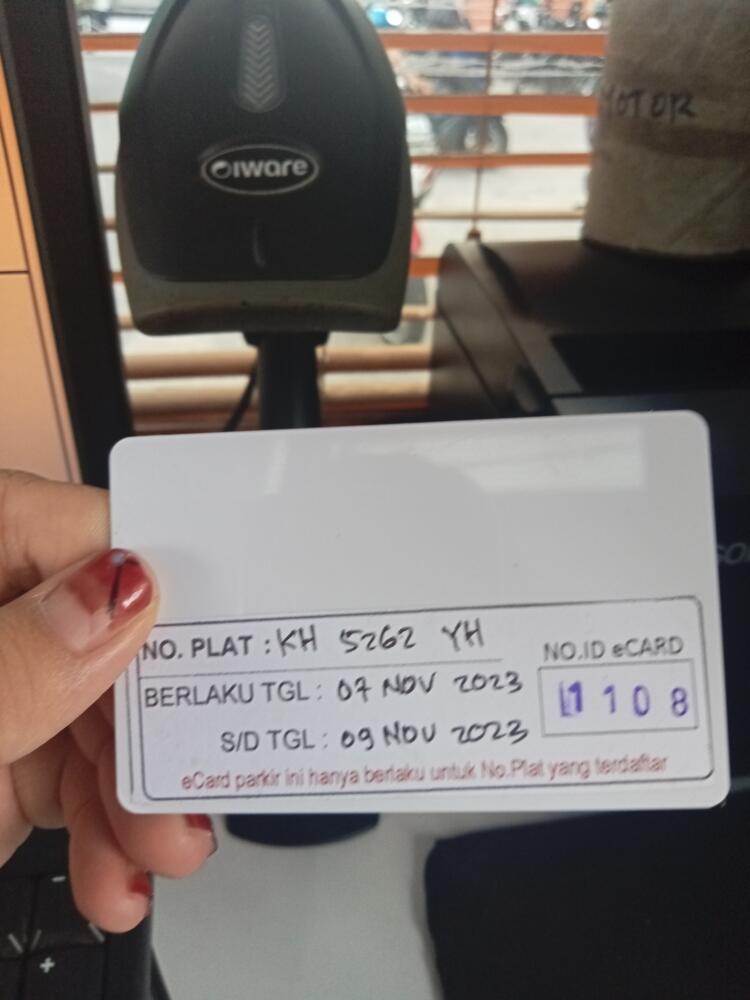 iware
MOTOR
NO. PLAT : KH 5262 YH
NO.ID eCARD
BERLAKU TGL : 07 NOV 2023
1108
S/D TGL : 09 NOV 2023
eCard parkir ini hanya berlaku untuk No.Plat yang terdaftar